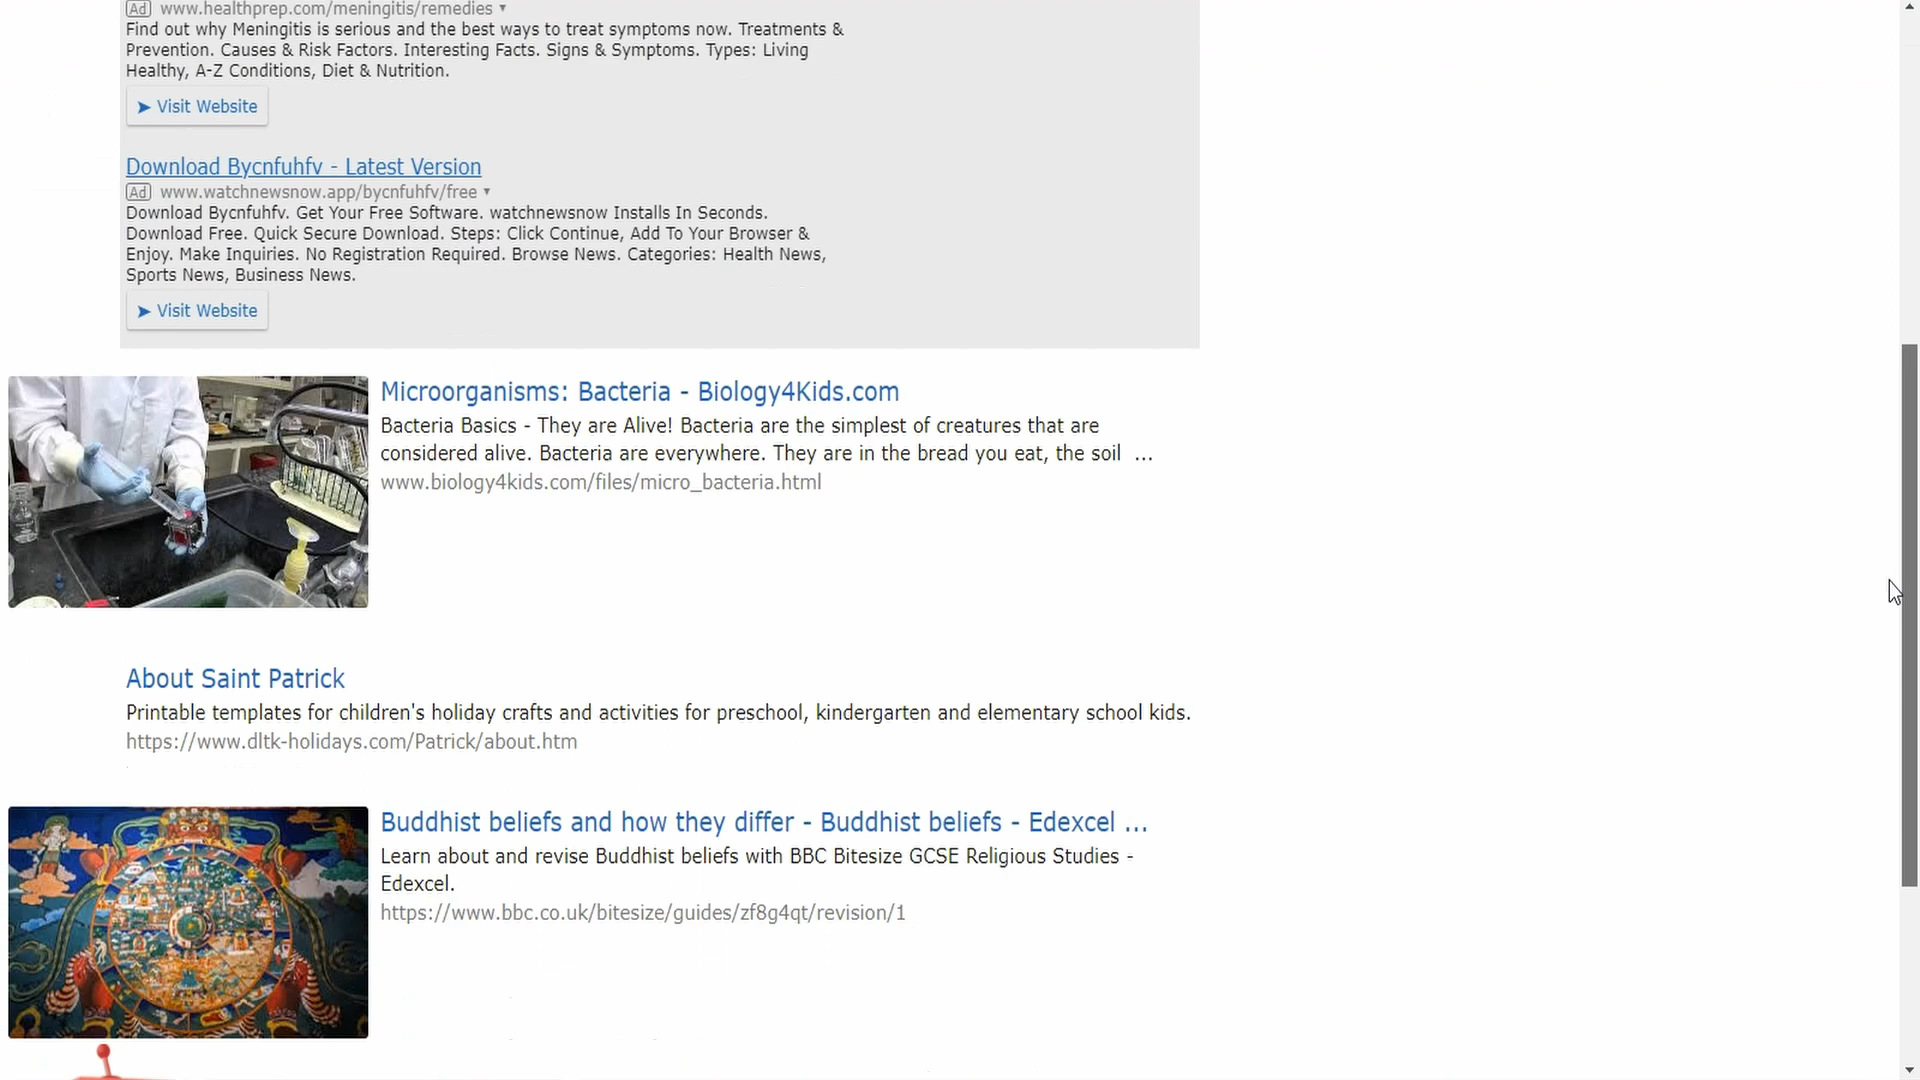 Ad www.healthprep.com/meningitis/remedies
Find out why Meningitis is serious and the best ways to treat symptoms now. Treatments &
Prevention. Causes & Risk Factors. Interesting Facts. Signs & Symptoms. Types: Living
Healthy, A-Z Conditions, Diet & Nutrition.
Visit Website
Download Bycnfuhfv - Latest Version
Ad www.watchnewsnow.app/bycnfuhfv/free
Download Bycnfuhfv. Get Your Free Software. watchnewsnow Installs In Seconds.
Download Free. Quick Secure Download. Steps: Click Continue, Add To Your Browser &
Enjoy. Make Inquiries. No Registration Required. Browse News. Categories: Health News,
Sports News, Business News.
Visit Website
Microorganisms: Bacteria - Biology4Kids.com
Bacteria Basics - They are Alive! Bacteria are the simplest of creatures that are
considered alive. Bacteria are everywhere. They are in the bread you eat, the soil ...
www.biology4kids.com/files/micro_bacteria.html
About Saint Patrick
Printable templates for children's holiday crafts and activities for preschool, kindergarten and elementary school kids.
https://www.dltk-holidays.com/Patrick/about.htm
Buddhist beliefs and how they differ - Buddhist beliefs - Edexcel ...
Learn about and revise Buddhist beliefs with BBC Bitesize GCSE Religious Studies -
Edexcel.
https://www.bbc.co.uk/bitesize/guides/zf8g4qt/revision/1